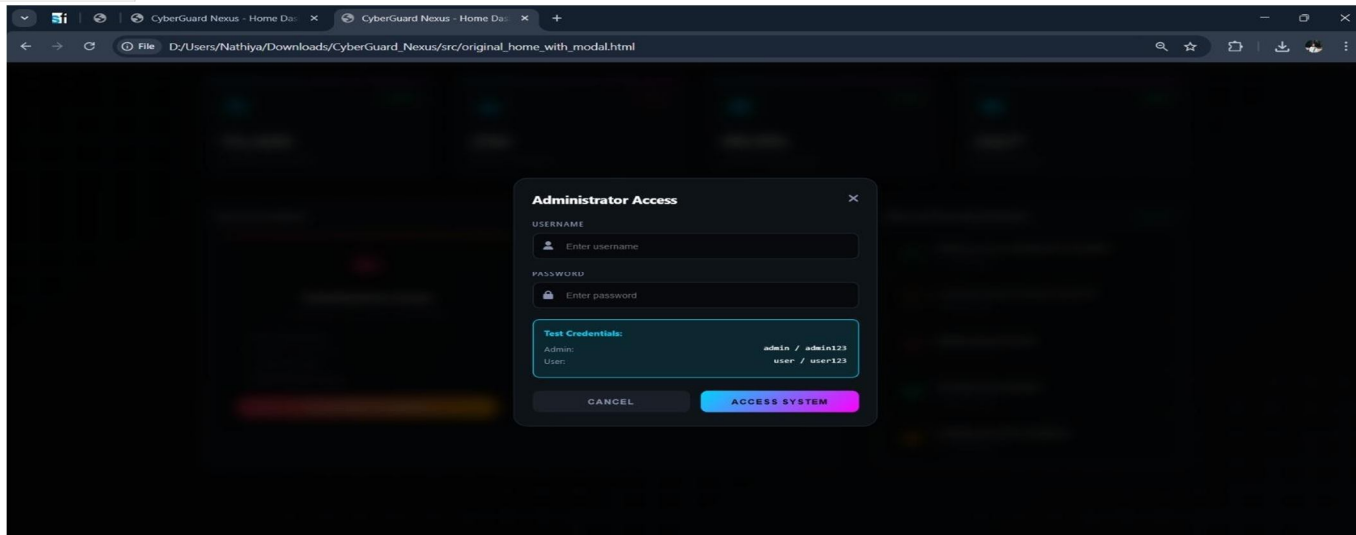 CyberGuard Nexus - Home Das
CyberGuard Nexus - Home Das
File D:/Users/Nathiya/Downloads/CyberGuard_Nexus/src/original_home_with_modal.html
Administrator Access
USERNAME
Enter username
PASSWORD
Enter password
Test Credentials:
Admin: admin / admin123
User: user / user123
CANCEL ACCESS SYSTEM